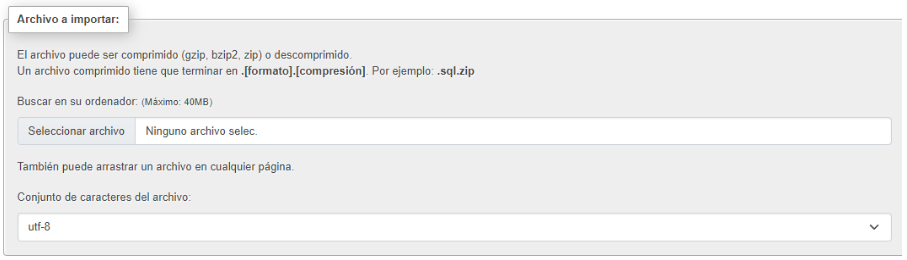 Archivo a importar:
El archivo puede ser comprimido (gzip, bzip2, zip) o descomprimido.
Un archivo comprimido tiene que terminar en .[formato].[compresión]. Por ejemplo: .sql.zip
Buscar en su ordenador: (Máximo: 40MB)
Seleccionar archivo Ninguno archivo selec.
También puede arrastrar un archivo en cualquier página.
Conjunto de caracteres del archivo:
utf-8